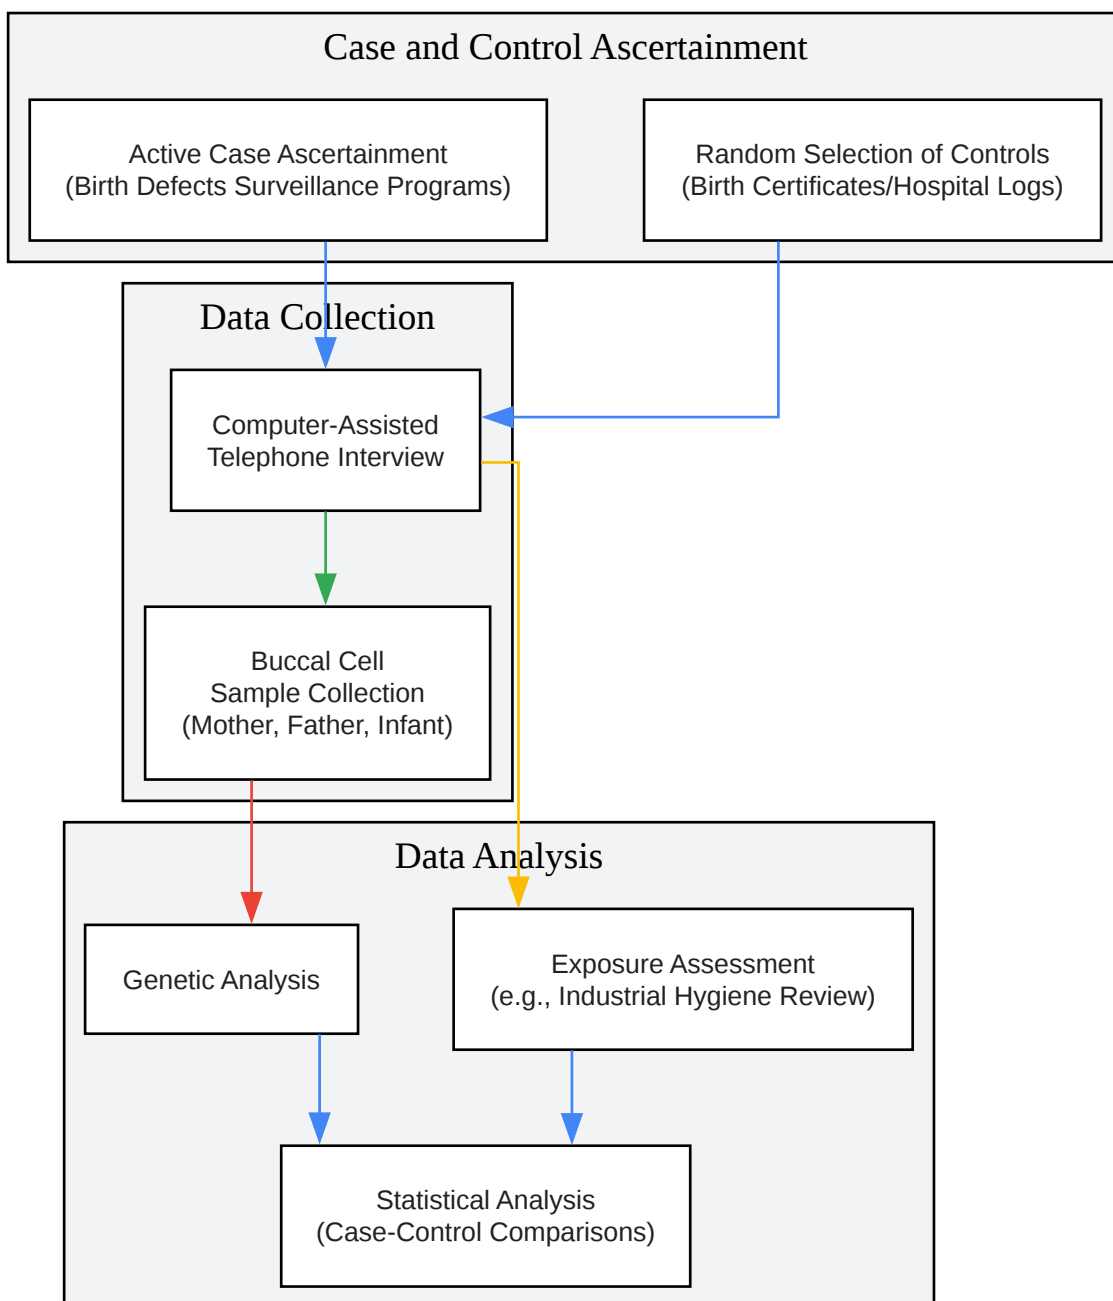 Case and Control Ascertainment
Active Case Ascertainment
(Birth Defects Surveillance Programs)
Random Selection of Controls
(Birth Certificates/Hospital Logs)
Data Collection
Computer-Assisted
Telephone Interview
Buccal Cell
Sample Collection
(Mother, Father, Infant)
Data Analysis
Genetic Analysis
Exposure Assessment
(e.g., Industrial Hygiene Review)
Statistical Analysis
(Case-Control Comparisons)